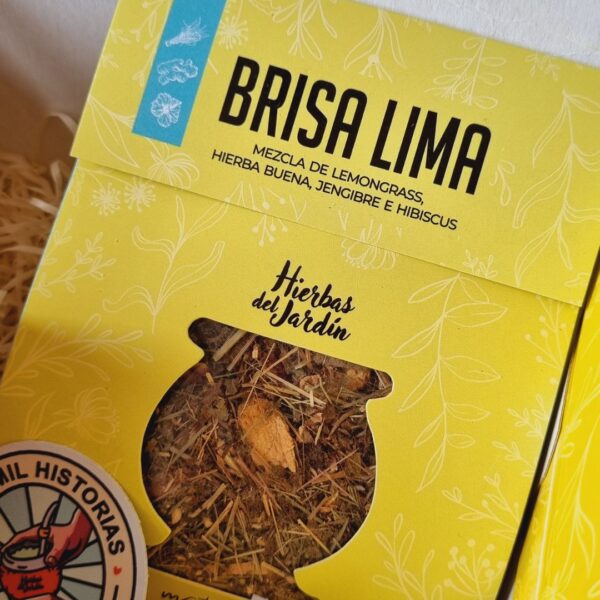 BRISA LIMA
MEZCLA DE LEMONGRASS,
HIERBA BUENA, JENGIBRE E HIBISCUS
Hierbas
del Jardín
MIL HISTORIAS